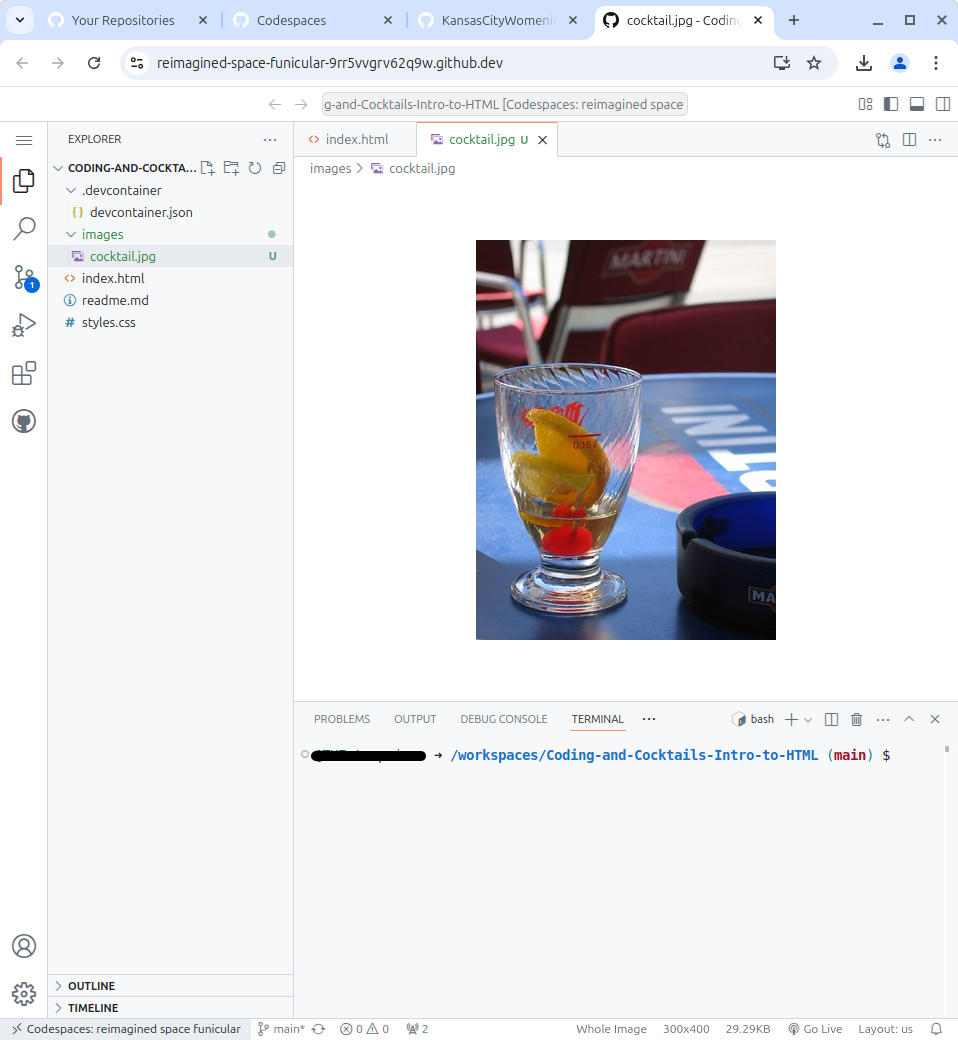 Your Repositories
Codespaces
KansasCityWomenin
cocktail.jpg - Coding
reimagined-space-funicular-9rr5vvgrv62q9w.github.dev
g-and-Cocktails-Intro-to-HTML [Codespaces: reimagined space
EXPLORER
index.html
cocktail.jpg U
CODING-AND-COCKTA...
images > cocktail.jpg
.devcontainer
{} devcontainer.json
images
cocktail.jpg U
<> index.html
readme.md
# styles.css
1
MARTINI
0,15 l
TINI
MA
PROBLEMS OUTPUT DEBUG CONSOLE TERMINAL ... bash
→ /workspaces/Coding-and-Cocktails-Intro-to-HTML (main) $
OUTLINE
TIMELINE
Codespaces: reimagined space funicular main* 0 0 2 Whole Image 300x400 29.29KB Go Live Layout: us